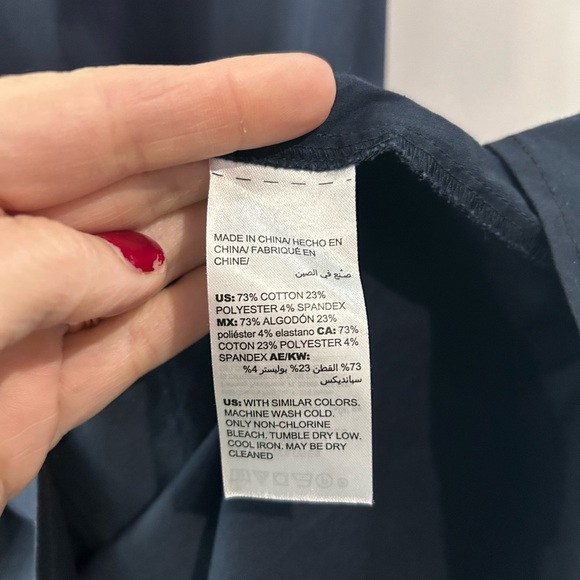 MADE IN CHINA/ HECHO EN
CHINA/ FABRIQUÉ EN
CHINE/
صنع في الصين
US: 73% COTTON 23%
POLYESTER 4% SPANDEX
MX: 73% ALGODÓN 23%
poliéster 4% elastano CA: 73%
COTON 23% POLYESTER 4%
SPANDEX AE/KW:
73% القطن 23% بوليستر 4%
سبانديكس
US: WITH SIMILAR COLORS.
MACHINE WASH COLD.
ONLY NON-CHLORINE
BLEACH. TUMBLE DRY LOW.
COOL IRON. MAY BE DRY
CLEANED